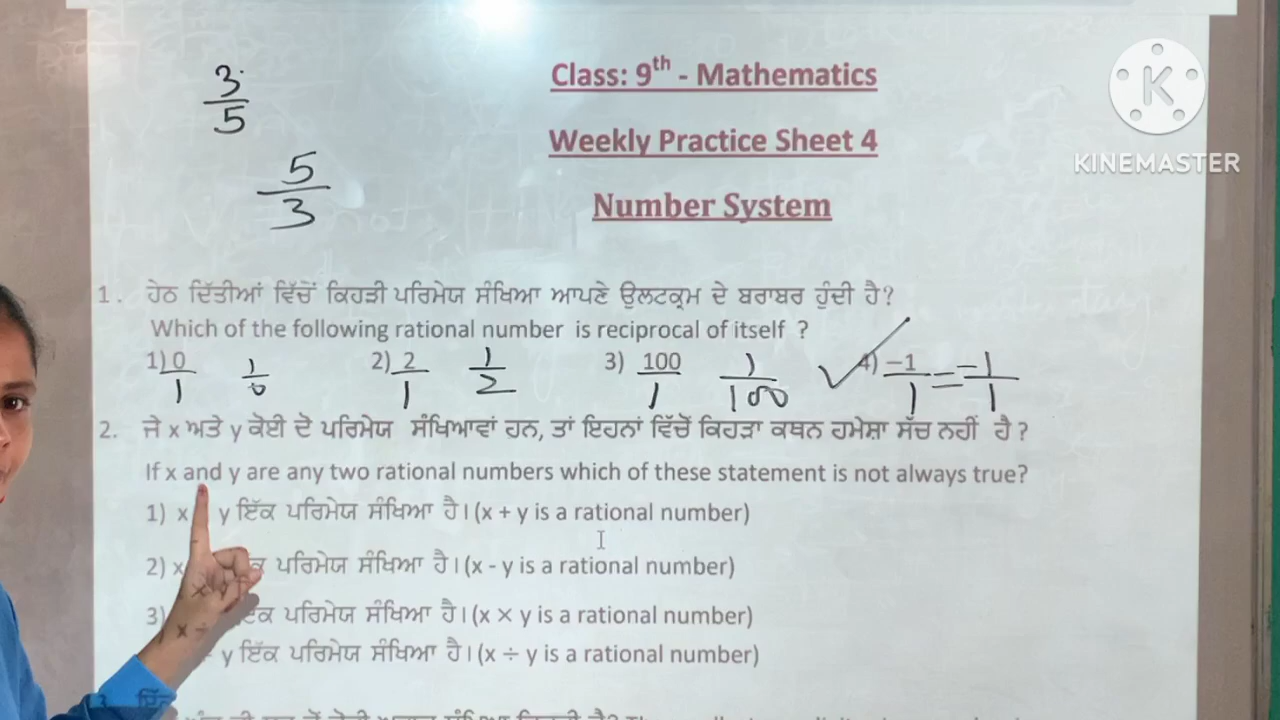 3/5
5/3
Class: 9th - Mathematics
KINEMASTER
Weekly Practice Sheet 4
Number System
1. ਹੇਠ ਦਿੱਤੀਆਂ ਵਿੱਚੋਂ ਕਿਹੜੀ ਪਰਿਮੇਯ ਸੰਖਿਆ ਆਪਣੇ ਉਲਟਕ੍ਰਮ ਦੇ ਬਰਾਬਰ ਹੁੰਦੀ ਹੈ?
Which of the following rational number is reciprocal of itself ?
1) 0/1 1/0 2) 2/1 1/2 3) 100/1 1/100 ✓ 4) −1/1 = −1/1
2. ਜੇ x ਅਤੇ y ਕੋਈ ਦੋ ਪਰਿਮੇਯ ਸੰਖਿਆਵਾਂ ਹਨ, ਤਾਂ ਇਹਨਾਂ ਵਿੱਚੋਂ ਕਿਹੜਾ ਕਥਨ ਹਮੇਸ਼ਾ ਸੱਚ ਨਹੀਂ ਹੈ ?
If x and y are any two rational numbers which of these statement is not always true?
1) x y ਇੱਕ ਪਰਿਮੇਯ ਸੰਖਿਆ ਹੈ। (x + y is a rational number)
2) x ਪਰਿਮੇਯ ਸੰਖਿਆ ਹੈ। (x - y is a rational number)
3) ਪਰਿਮੇਯ ਸੰਖਿਆ ਹੈ। (x × y is a rational number)
y ਇੱਕ ਪਰਿਮੇਯ ਸੰਖਿਆ ਹੈ। (x ÷ y is a rational number)